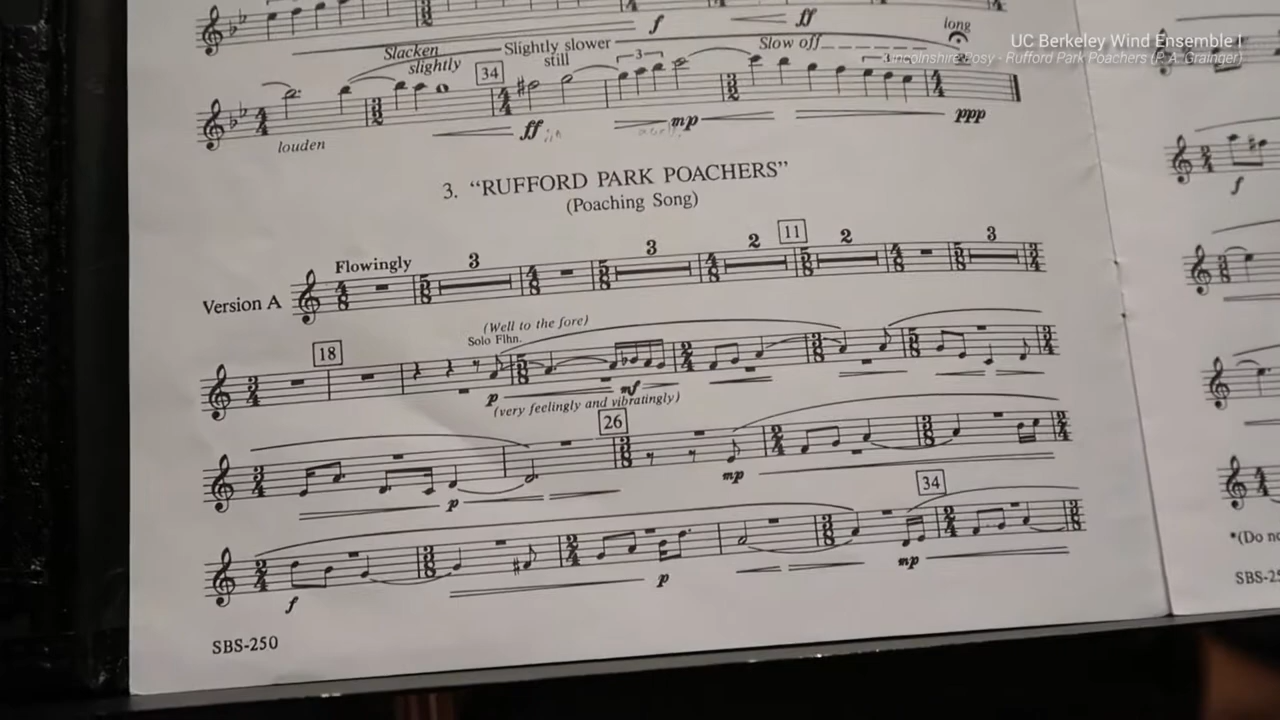 UC Berkeley Wind Ensemble I
Lincolnshire Posy - Rufford Park Poachers (P. A. Grainger)
f ff long
Slacken slightly 34 Slightly slower still 3 Slow off 3
louden ff mp ppp
3. "RUFFORD PARK POACHERS"
(Poaching Song)
Flowingly 3 3 2 11 2 3
Version A
18 (Well to the fore)
Solo Flhn.
p mf
(very feelingly and vibratingly)
26
p mp
34
f p mp
SBS-250
*(Do
SBS-25